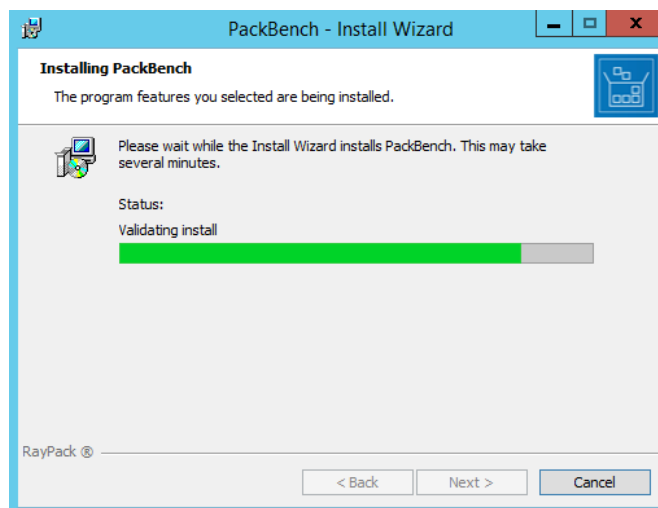 PackBench - Install Wizard
Installing PackBench
The program features you selected are being installed.
Please wait while the Install Wizard installs PackBench. This may take
several minutes.
Status:
Validating install
RayPack ®
< Back
Next >
Cancel